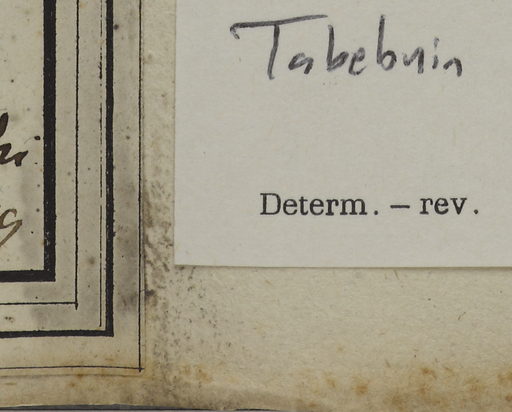 Tabebuia
Determ. – rev.